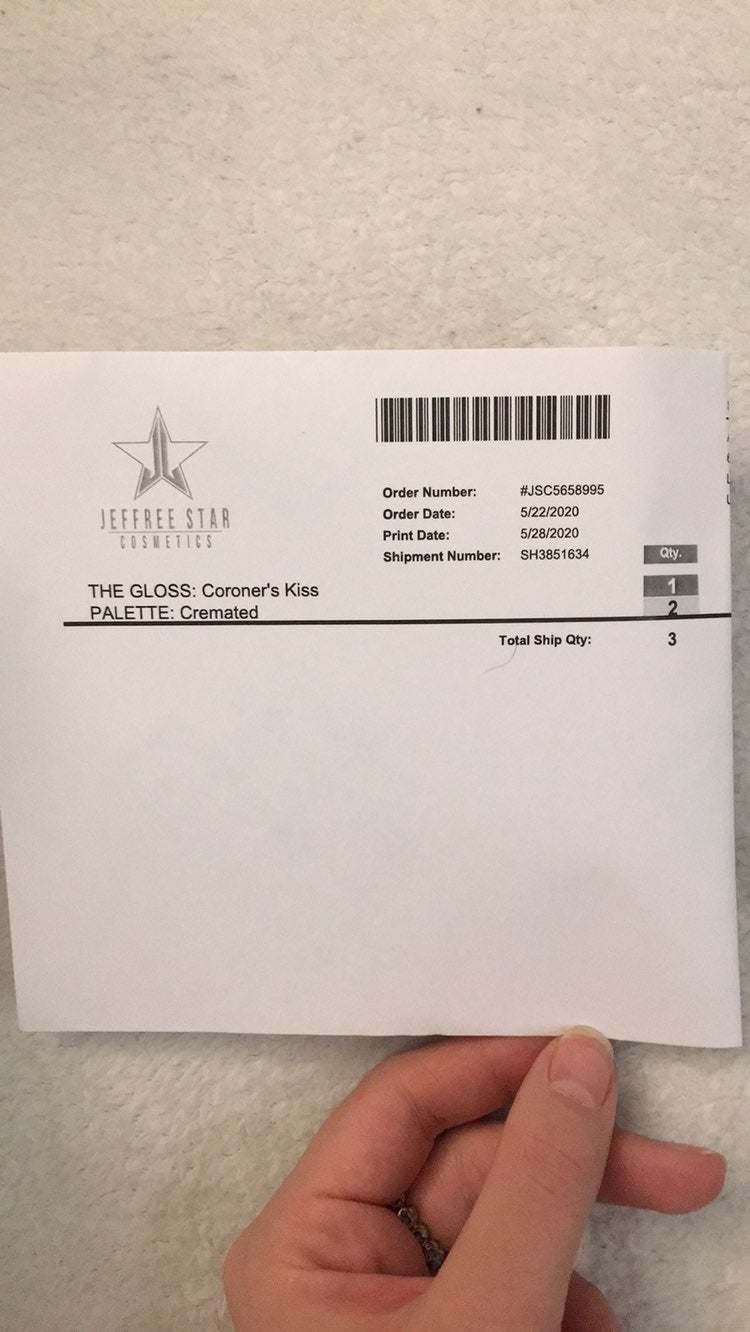 JEFFREE STAR
COSMETICS
Order Number: #JSC5658995
Order Date: 5/22/2020
Print Date: 5/28/2020
Shipment Number: SH3851634
Qty.
THE GLOSS: Coroner's Kiss 1
PALETTE: Cremated 2
Total Ship Qty: 3